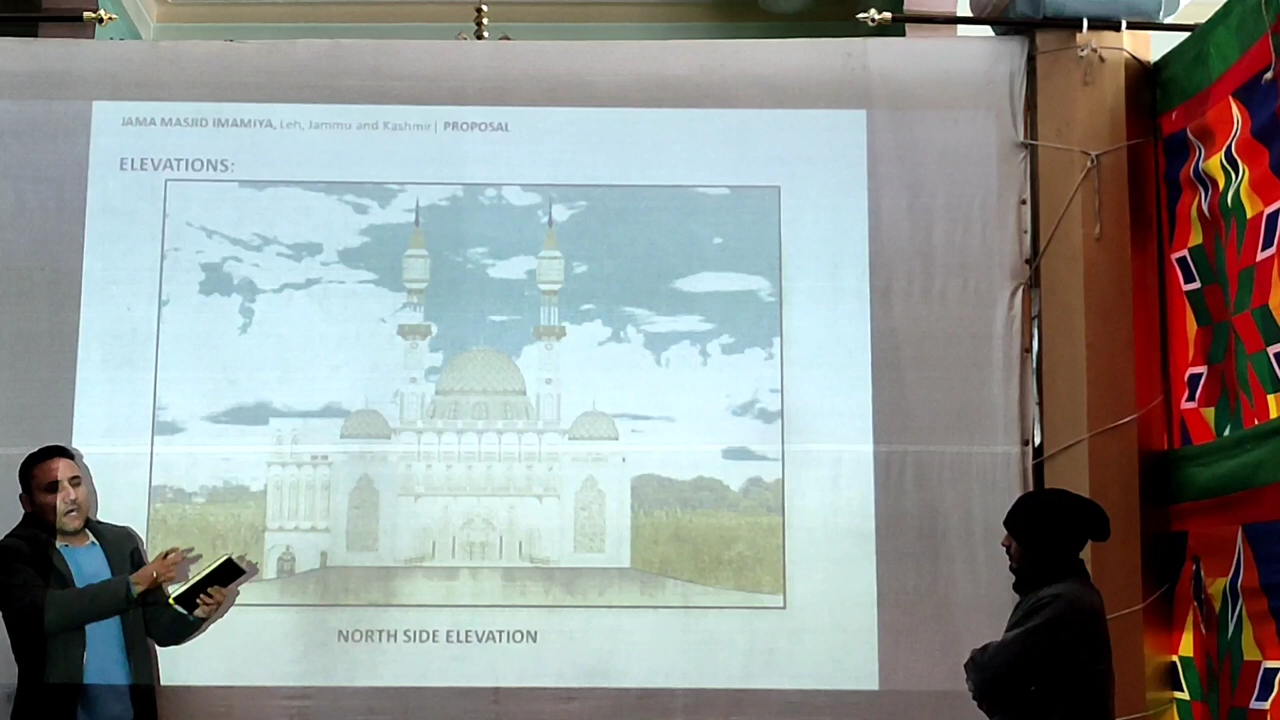 JAMA MASJID IMAMIYA, Leh, Jammu and Kashmir| PROPOSAL
ELEVATIONS:
NORTH SIDE ELEVATION